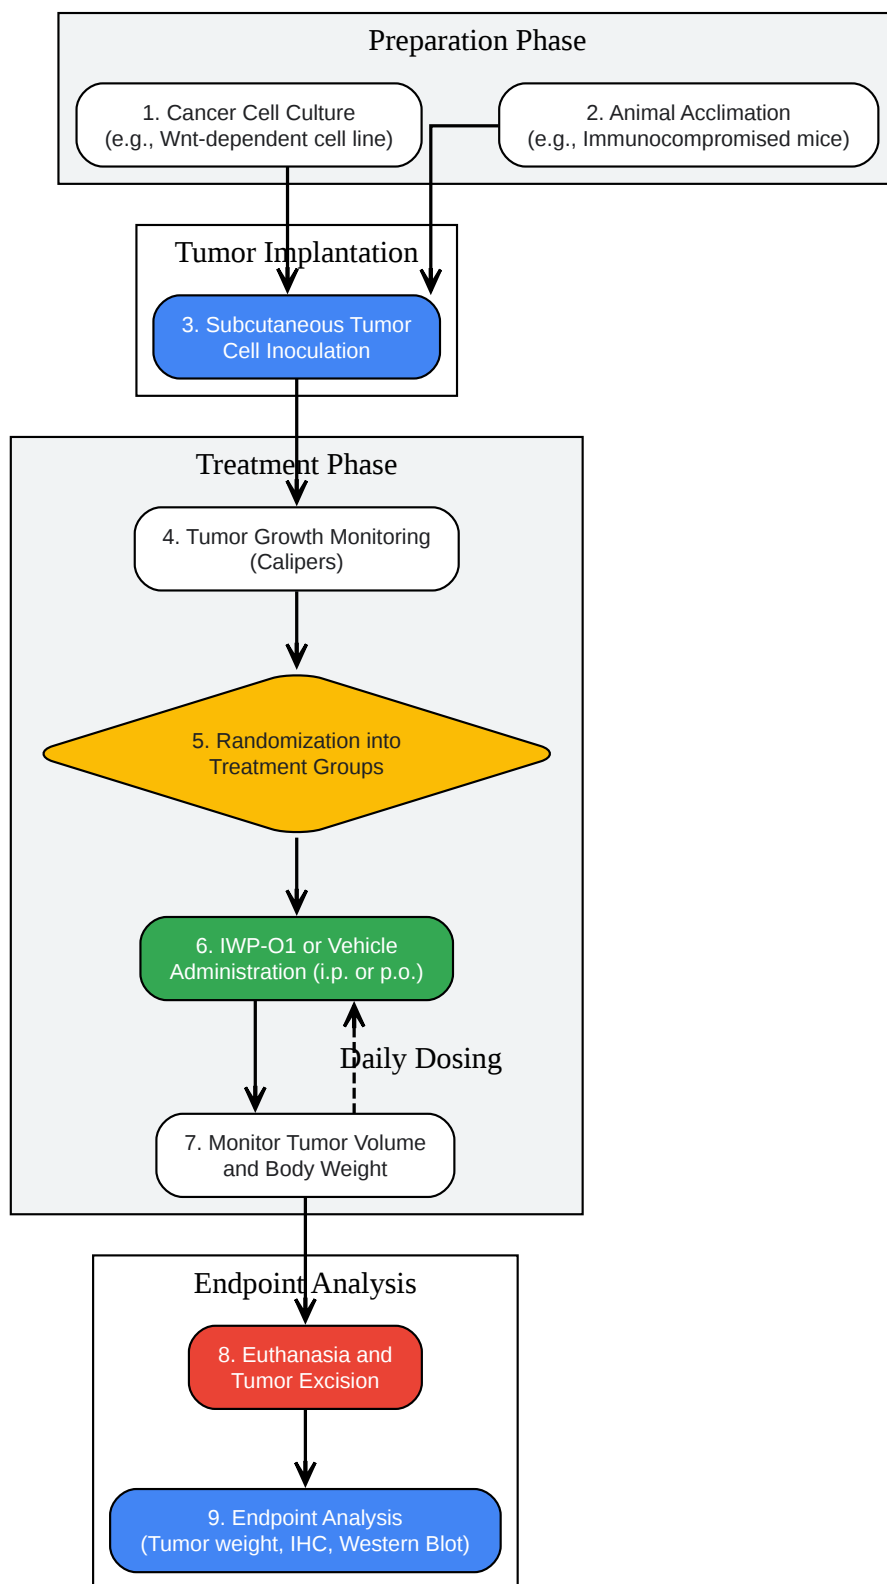 Preparation Phase
1. Cancer Cell Culture
(e.g., Wnt-dependent cell line)
2. Animal Acclimation
(e.g., Immunocompromised mice)
Tumor Implantation
3. Subcutaneous Tumor
Cell Inoculation
Treatment Phase
4. Tumor Growth Monitoring
(Calipers)
5. Randomization into
Treatment Groups
6. IWP-O1 or Vehicle
Administration (i.p. or p.o.)
Daily Dosing
7. Monitor Tumor Volume
and Body Weight
Endpoint Analysis
8. Euthanasia and
Tumor Excision
9. Endpoint Analysis
(Tumor weight, IHC, Western Blot)